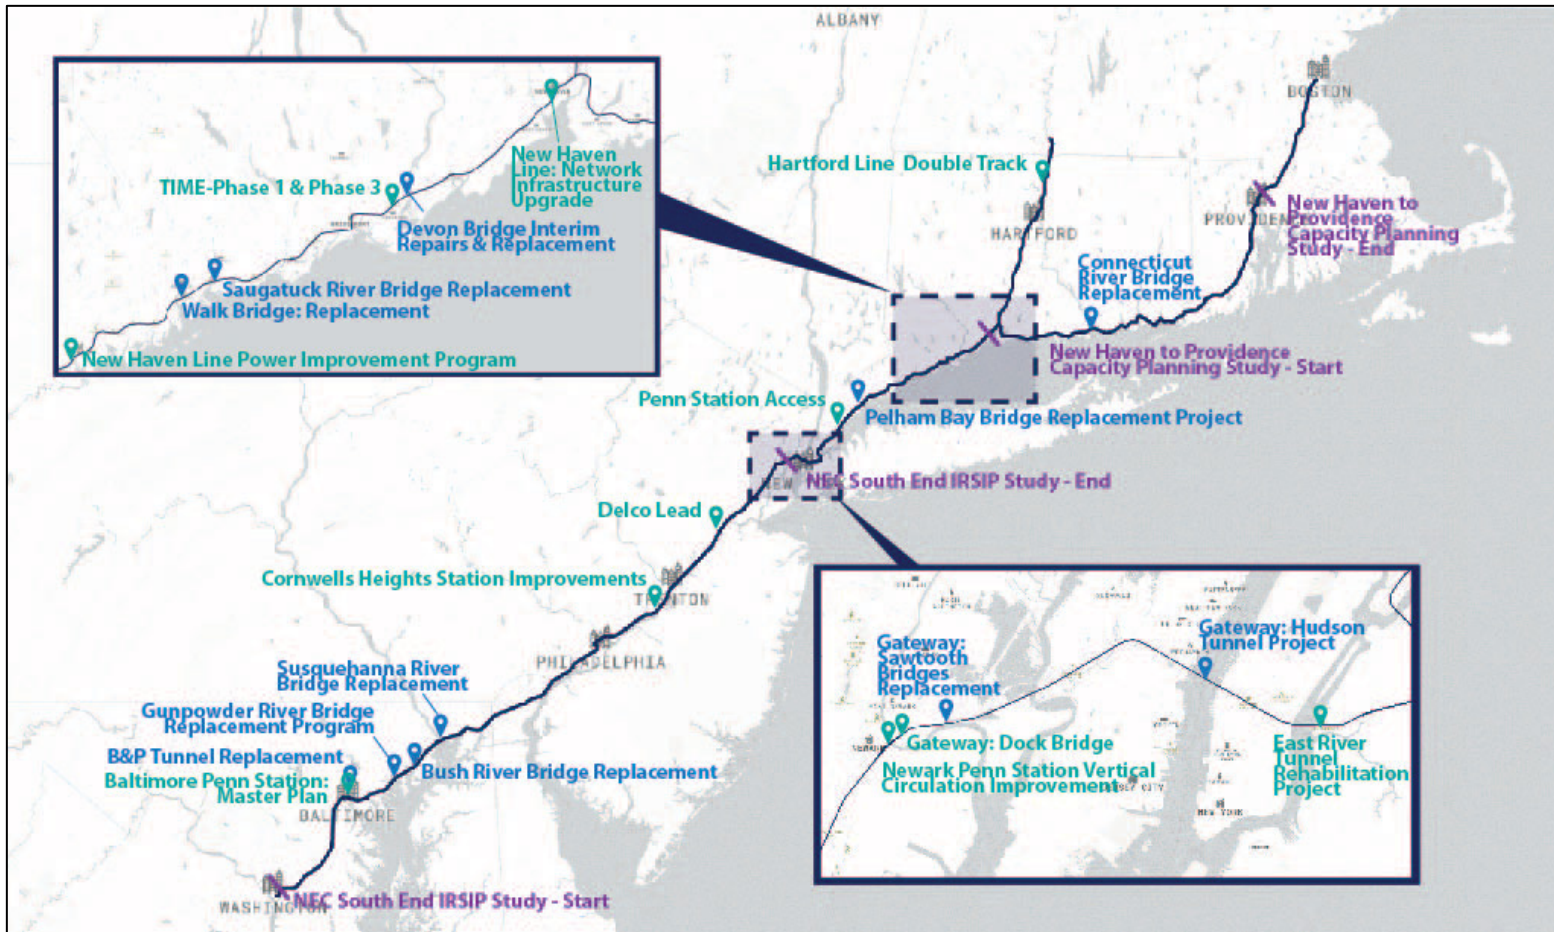 ALBANY
BOSTON
New Haven
Line: Network
Infrastructure
Upgrade
TIME-Phase 1 & Phase 3
Devon Bridge Interim
Repairs & Replacement
Saugatuck River Bridge Replacement
Walk Bridge: Replacement
New Haven Line Power Improvement Program
Hartford Line Double Track
HARTFORD
New Haven to
Providence
Capacity Planning
Study - End
Connecticut
River Bridge
Replacement
New Haven to Providence
Capacity Planning Study - Start
Penn Station Access
Pelham Bay Bridge Replacement Project
NEC South End IRSIP Study - End
Delco Lead
Cornwells Heights Station Improvements
TRENTON
PHILADELPHIA
Susquehanna River
Bridge Replacement
Gunpowder River Bridge
Replacement Program
B&P Tunnel Replacement
Bush River Bridge Replacement
Baltimore Penn Station:
Master Plan
BALTIMORE
NEC South End IRSIP Study - Start
WASHINGTON
Gateway: Hudson
Tunnel Project
Gateway:
Sawtooth
Bridges
Replacement
NEWARK
Gateway: Dock Bridge
Newark Penn Station Vertical
Circulation Improvement
East River
Tunnel
Rehabilitation
Project
NEW YORK